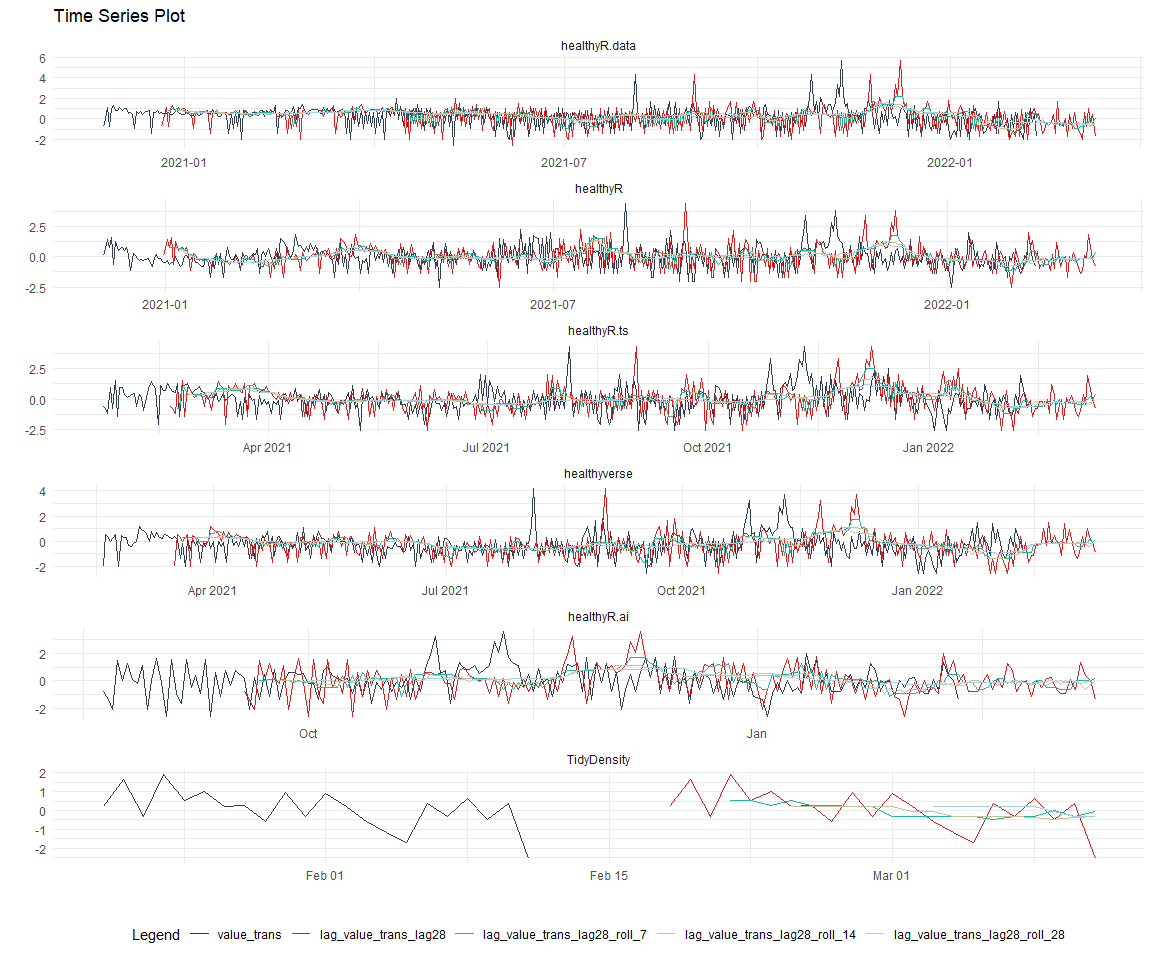 Time Series Plot
healthyR.data
6
4
2
0
-2
2021-01 2021-07 2022-01
healthyR
2.5
0.0
-2.5
2021-01 2021-07 2022-01
healthyR.ts
2.5
0.0
-2.5
Apr 2021 Jul 2021 Oct 2021 Jan 2022
healthyverse
4
2
0
-2
Apr 2021 Jul 2021 Oct 2021 Jan 2022
healthyR.ai
2
0
-2
Oct Jan
TidyDensity
2
1
0
-1
-2
Feb 01 Feb 15 Mar 01
Legend value_trans lag_value_trans_lag28 lag_value_trans_lag28_roll_7 lag_value_trans_lag28_roll_14 lag_value_trans_lag28_roll_28